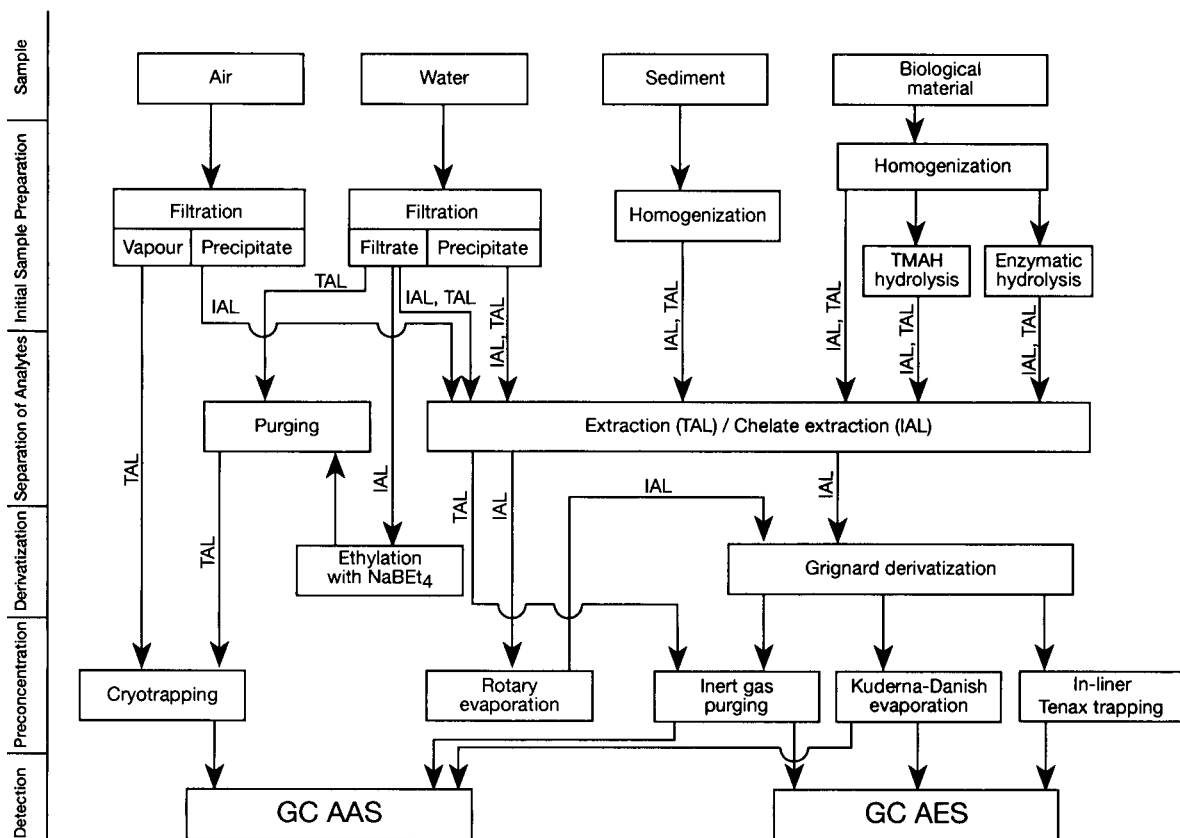 Sample
Air
Water
Sediment
Biological
material
Initial Sample Preparation
Homogenization
Filtration
Vapour
Precipitate
Filtration
Filtrate
Precipitate
Homogenization
TMAH
hydrolysis
Enzymatic
hydrolysis
TAL
IAL
IAL, TAL
IAL, TAL
IAL, TAL
IAL, TAL
IAL, TAL
IAL, TAL
Separation of Analytes
Purging
Extraction (TAL) / Chelate extraction (IAL)
TAL
IAL
TAL
IAL
IAL
IAL
Derivatization
TAL
Ethylation
with NaBEt4
Grignard derivatization
Preconcentration
Cryotrapping
Rotary
evaporation
Inert gas
purging
Kuderna-Danish
evaporation
In-liner
Tenax trapping
Detection
GC AAS
GC AES